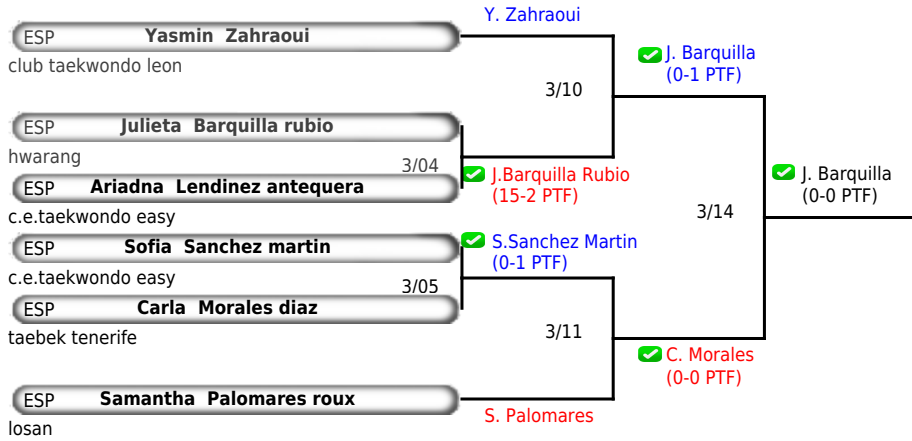 Y. Zahraoui
ESP Yasmin Zahraoui
club taekwondo leon
J. Barquilla
(0-1 PTF)
3/10
ESP Julieta Barquilla rubio
hwarang
3/04
J.Barquilla Rubio
(15-2 PTF)
ESP Ariadna Lendinez antequera
c.e.taekwondo easy
J. Barquilla
(0-0 PTF)
3/14
ESP Sofia Sanchez martin
c.e.taekwondo easy
S.Sanchez Martin
(0-1 PTF)
3/05
ESP Carla Morales diaz
taebek tenerife
3/11
C. Morales
(0-0 PTF)
ESP Samantha Palomares roux
losan
S. Palomares